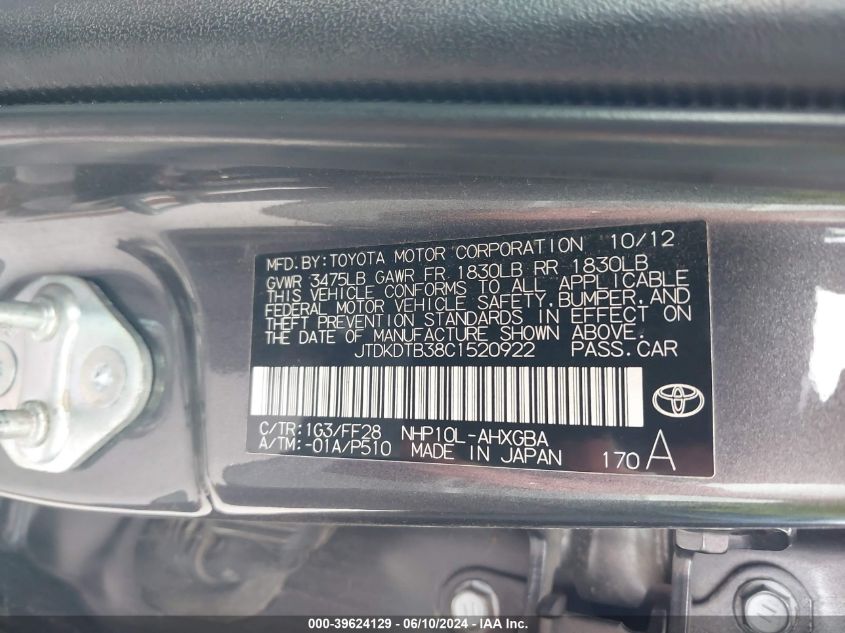 MFD.BY:TOYOTA MOTOR CORPORATION 10/12
GVWR 3475LB GAWR FR 1830LB RR 1830LB
THIS VEHICLE CONFORMS TO ALL APPLICABLE
FEDERAL MOTOR VEHICLE SAFETY,BUMPER,AND
THEFT PREVENTION STANDARDS IN EFFECT ON
THE DATE OF MANUFACTURE SHOWN ABOVE.
JTDKDTB38C1520922 PASS.CAR
C/TR:1G3/FF28 NHP10L-AHXGBA
A/TM:-01A/P510 MADE IN JAPAN 170 A
000-39624129 - 06/10/2024 - IAA Inc.